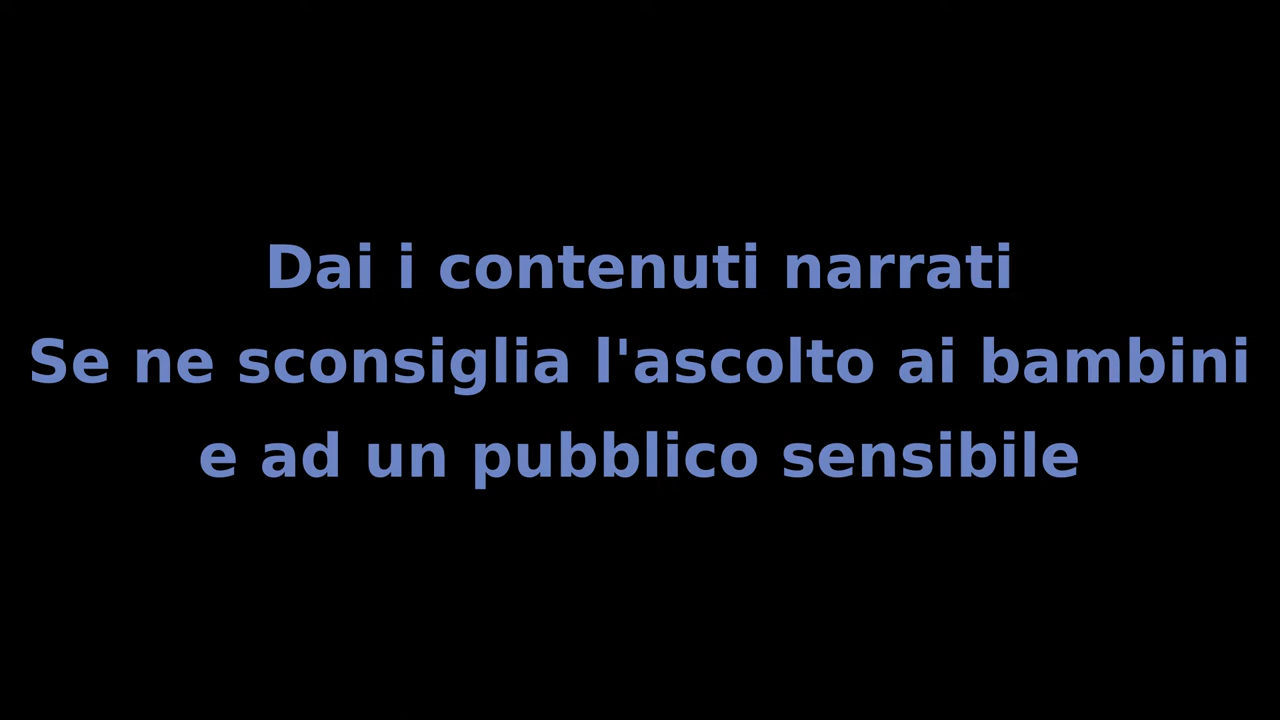 Dai i contenuti narrati
Se ne sconsiglia l'ascolto ai bambini
e ad un pubblico sensibile